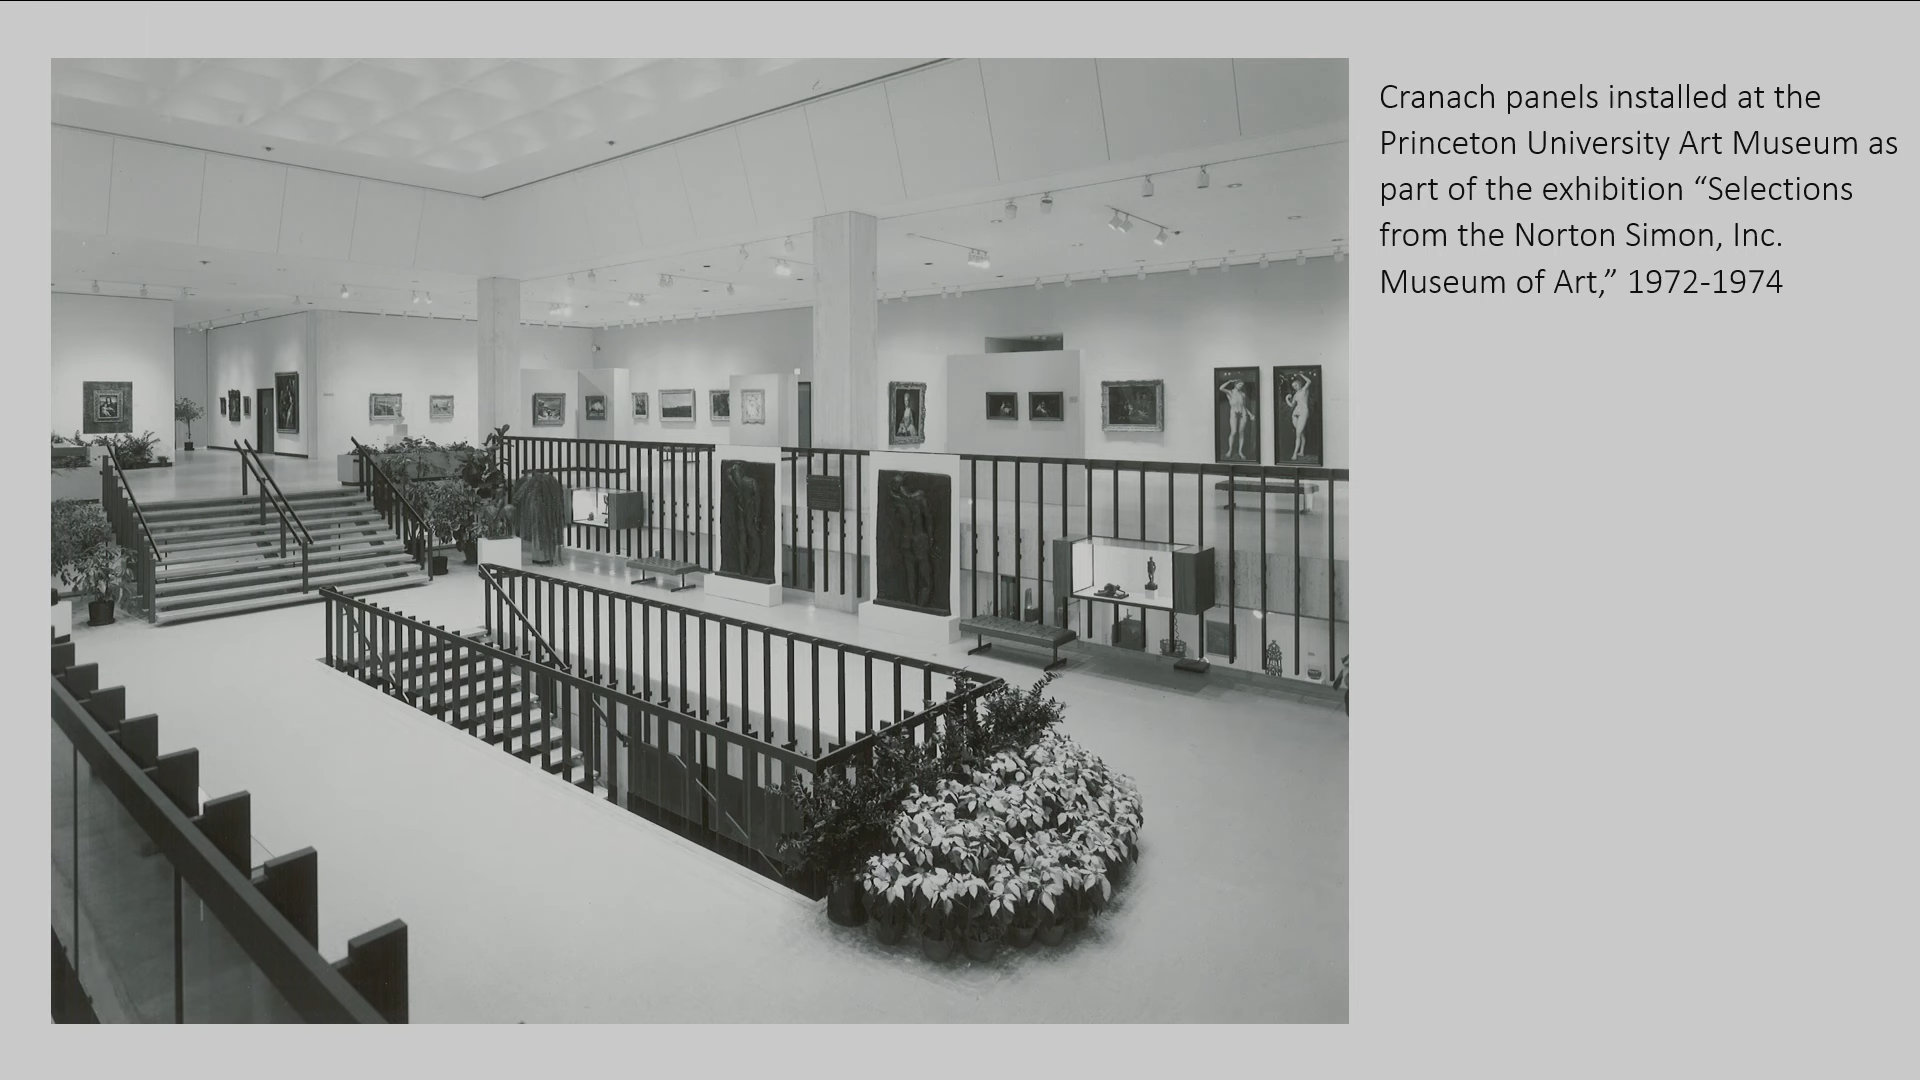 Cranach panels installed at the
Princeton University Art Museum as
part of the exhibition “Selections
from the Norton Simon, Inc.
Museum of Art,” 1972-1974